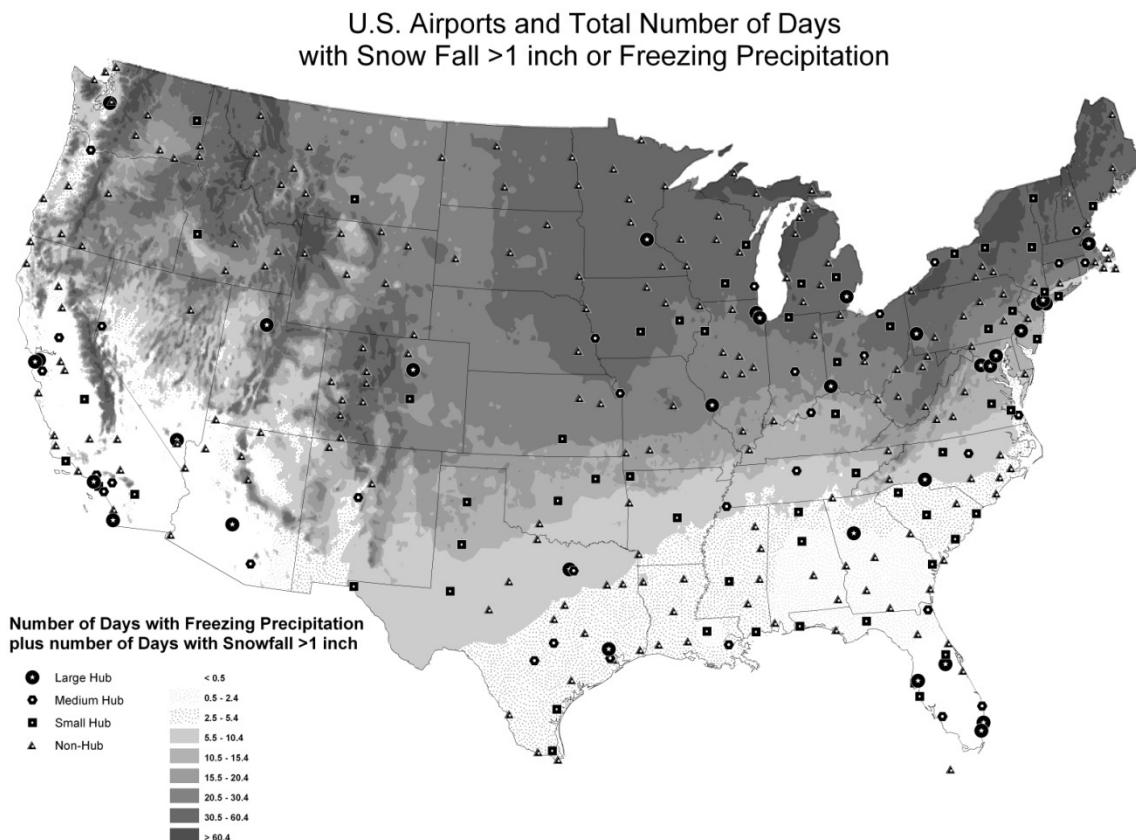 U.S. Airports and Total Number of Days
with Snow Fall >1 inch or Freezing Precipitation
Number of Days with Freezing Precipitation
plus number of Days with Snowfall >1 inch
Large Hub
Medium Hub
Small Hub
Non-Hub
< 0.5
0.5 - 2.4
2.5 - 5.4
5.5 - 10.4
10.5 - 15.4
15.5 - 20.4
20.5 - 30.4
30.5 - 60.4
> 60.4